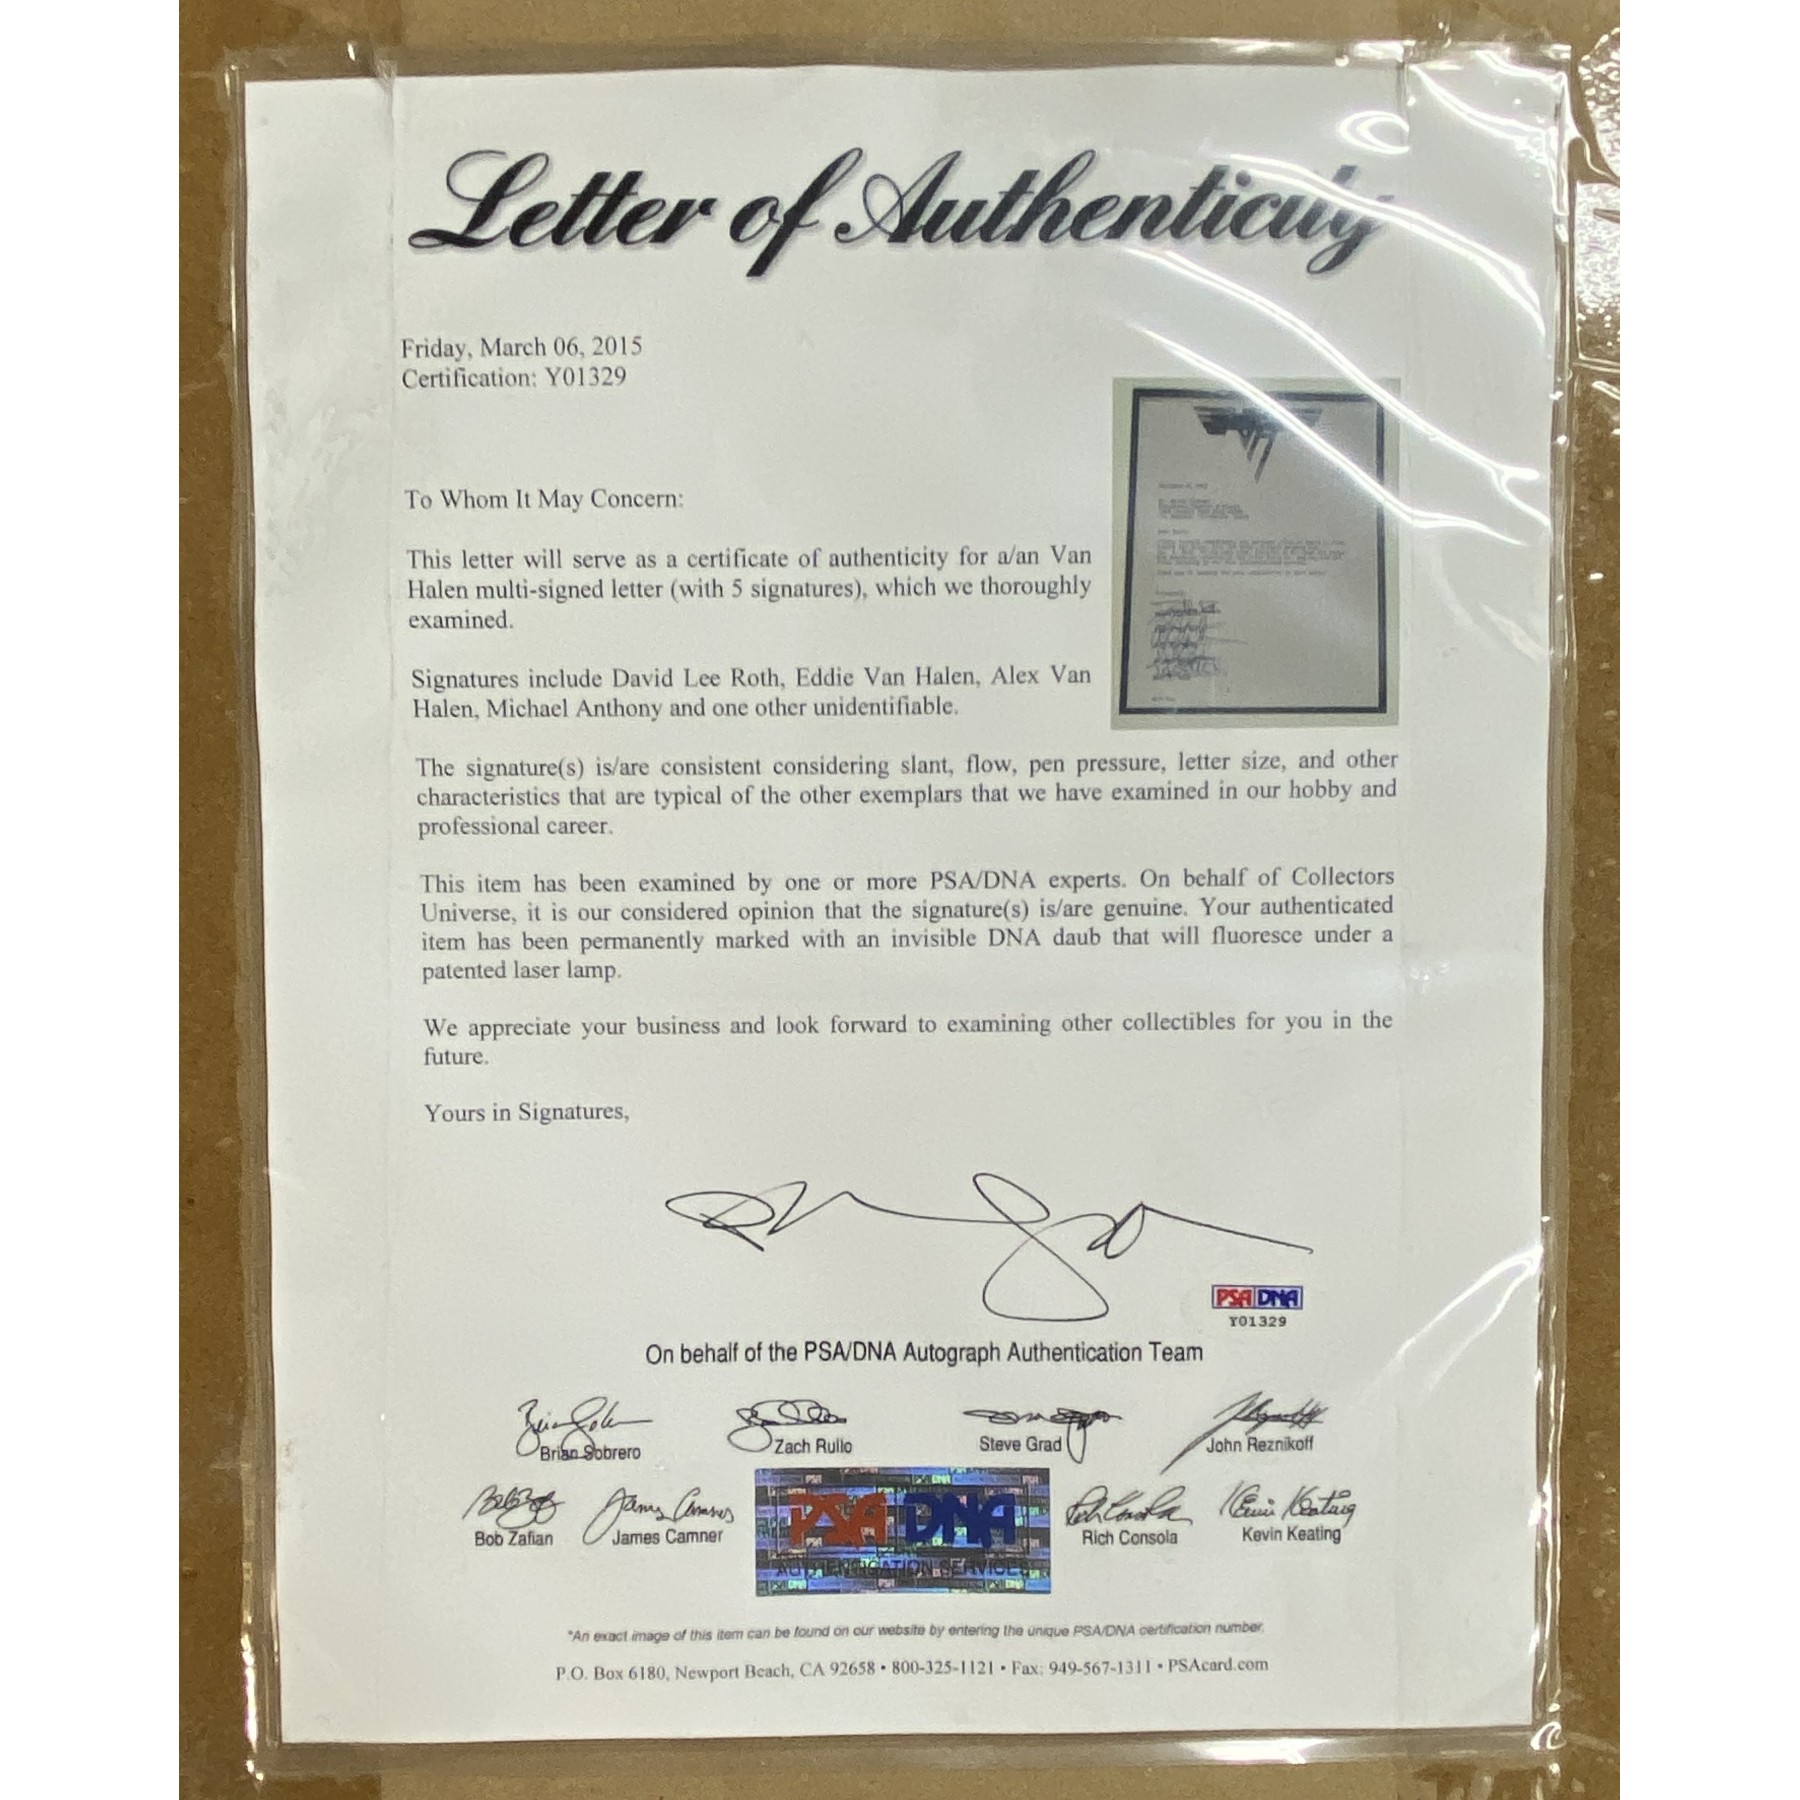 Letter of Authenticity
Friday, March 06, 2015
Certification: Y01329
To Whom It May Concern:
This letter will serve as a certificate of authenticity for a/an Van
Halen multi-signed letter (with 5 signatures), which we thoroughly
examined.
Signatures include David Lee Roth, Eddie Van Halen, Alex Van
Halen, Michael Anthony and one other unidentifiable.
The signature(s) is/are consistent considering slant, flow, pen pressure, letter size, and other
characteristics that are typical of the other exemplars that we have examined in our hobby and
professional career.
This item has been examined by one or more PSA/DNA experts. On behalf of Collectors
Universe, it is our considered opinion that the signature(s) is/are genuine. Your authenticated
item has been permanently marked with an invisible DNA daub that will fluoresce under a
patented laser lamp.
We appreciate your business and look forward to examining other collectibles for you in the
future.
Yours in Signatures,
PSA DNA
Y01329
On behalf of the PSA/DNA Autograph Authentication Team
Brian Sobrero Zach Rullo Steve Grad John Reznikoff
Bob Zafian James Camner Rich Consola Kevin Keating
PSA DNA
AUTHENTICATION SERVICES
*An exact image of this item can be found on our website by entering the unique PSA/DNA certification number.
P.O. Box 6180, Newport Beach, CA 92658 • 800-325-1121 • Fax: 949-567-1311 • PSAcard.com